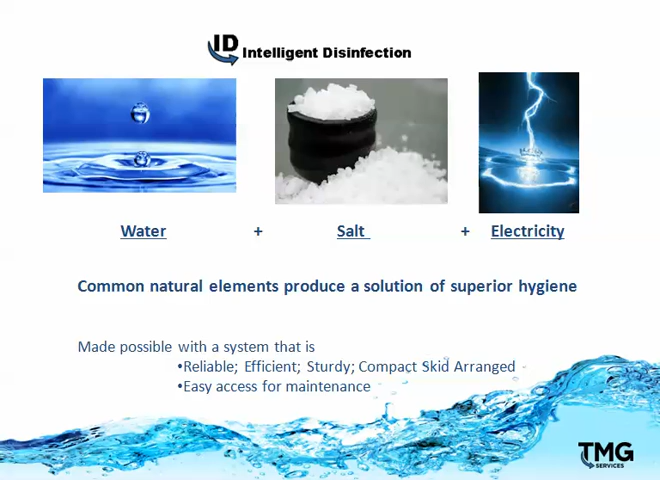 ID Intelligent Disinfection
Water + Salt + Electricity
Common natural elements produce a solution of superior hygiene
Made possible with a system that is
•Reliable; Efficient; Sturdy; Compact Skid Arranged
•Easy access for maintenance
TMG
SERVICES